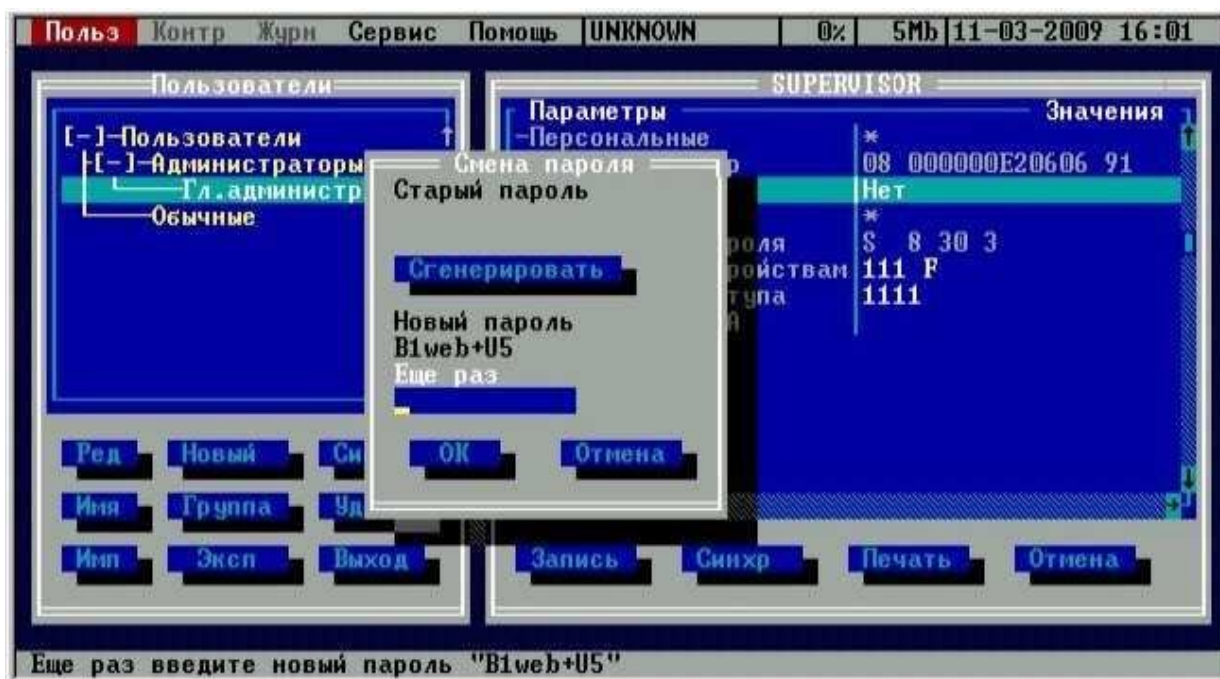 Польз Контр Журн Сервис Помощь UNKNOWN 0% 5Mb 11-03-2009 16:01
Пользователи
[-]-Пользователи
[-]-Администраторы
Гл.администр
Обычные
SUPERVISOR
Параметры Значения
-Персональные *
р 08 000000E20606 91
Нет
*
роля S 8 30 3
ройствам 111 F
тупа 1111
А
Смена пароля
Старый пароль
Сгенерировать
Новый пароль
B1web+U5
Еще раз
OK Отмена
Ред Новый Си
Имя Группа Уд
Имп Эксп Выход
Запись Синхр Печать Отмена
Еще раз введите новый пароль "B1web+U5"